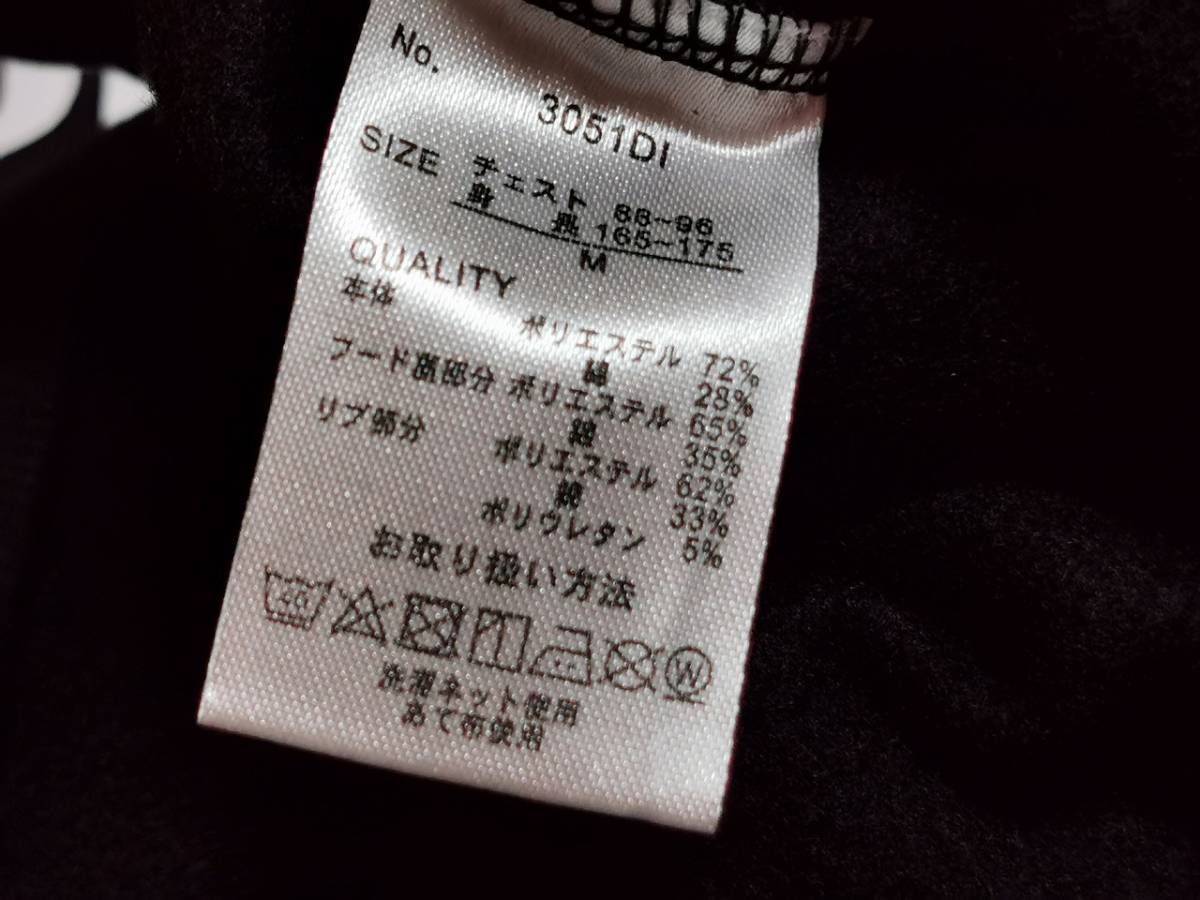 No. 3051DI
SIZE チェスト 88~96
身長 165~175
M
QUALITY
本体 ポリエステル 72%
綿 28%
フード裏部分 ポリエステル 65%
綿 35%
リブ部分 ポリエステル 62%
綿 33%
ポリウレタン 5%
お取り扱い方法
40
W
洗濯ネット使用
あて布使用